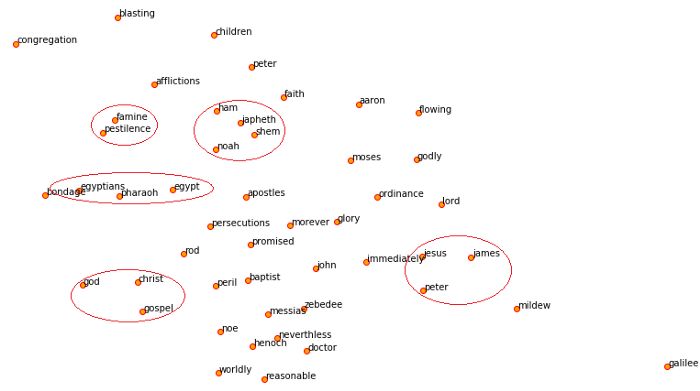 blasting
children
congregation
peter
afflictions
faith
aaron
ham
flowing
famine
japheth
pestilence
shem
noah
moses
godly
egyptians
bondage
pharaoh
egypt
apostles
ordinance
lord
persecutions
morever
glory
promised
rod
immediately
jesus
james
john
god
christ
peril
baptist
peter
gospel
messias
zebedee
mildew
noe
neverthless
henoch
doctor
galilee
worldly
reasonable